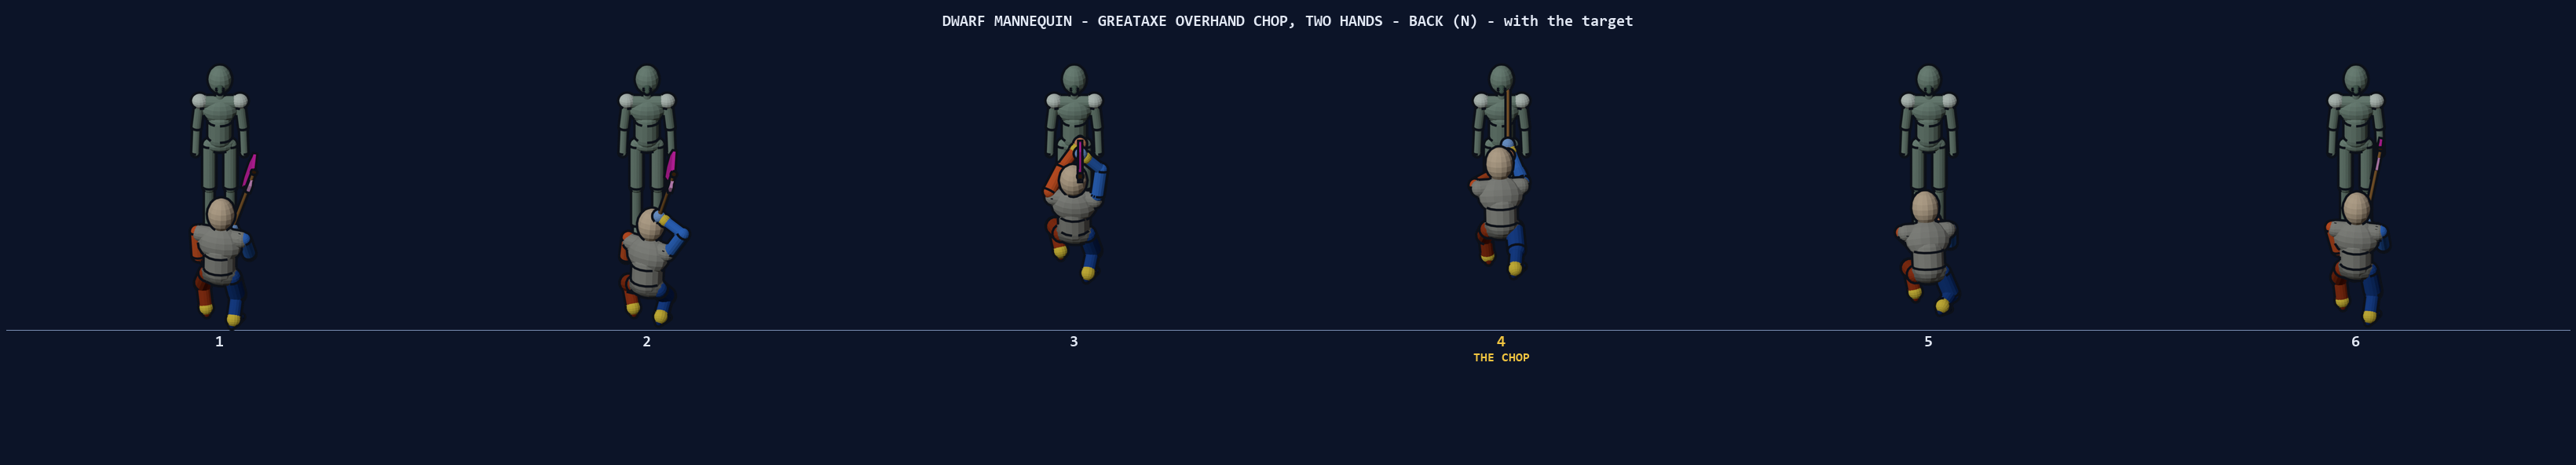 DWARF MANNEQUIN - GREATAXE OVERHAND CHOP, TWO HANDS - BACK (N) - with the target
1 2 3 4 5 6
THE CHOP